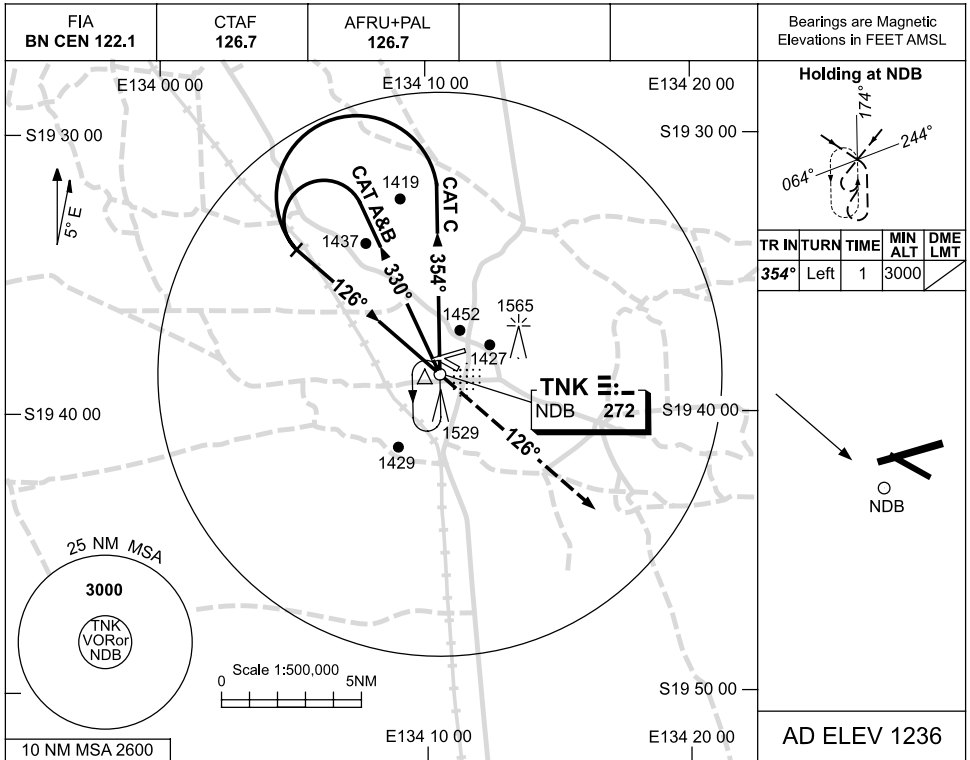 FIA
BN CEN 122.1
CTAF
126.7
AFRU+PAL
126.7
Bearings are Magnetic
Elevations in FEET AMSL
E134 00 00
E134 10 00
E134 20 00
S19 30 00
S19 30 00
5° E
CAT A&B
CAT C
1419
1437
126°
330°
354°
1452
1565
1427
TNK
NDB 272
S19 40 00
S19 40 00
1529
126°
1429
25 NM MSA
3000
TNK
VORor
NDB
Scale 1:500,000
0 5NM
S19 50 00
10 NM MSA 2600
E134 10 00
E134 20 00
Holding at NDB
174°
244°
064°
TR IN TURN TIME MIN ALT DME LMT
354° Left 1 3000
NDB
AD ELEV 1236